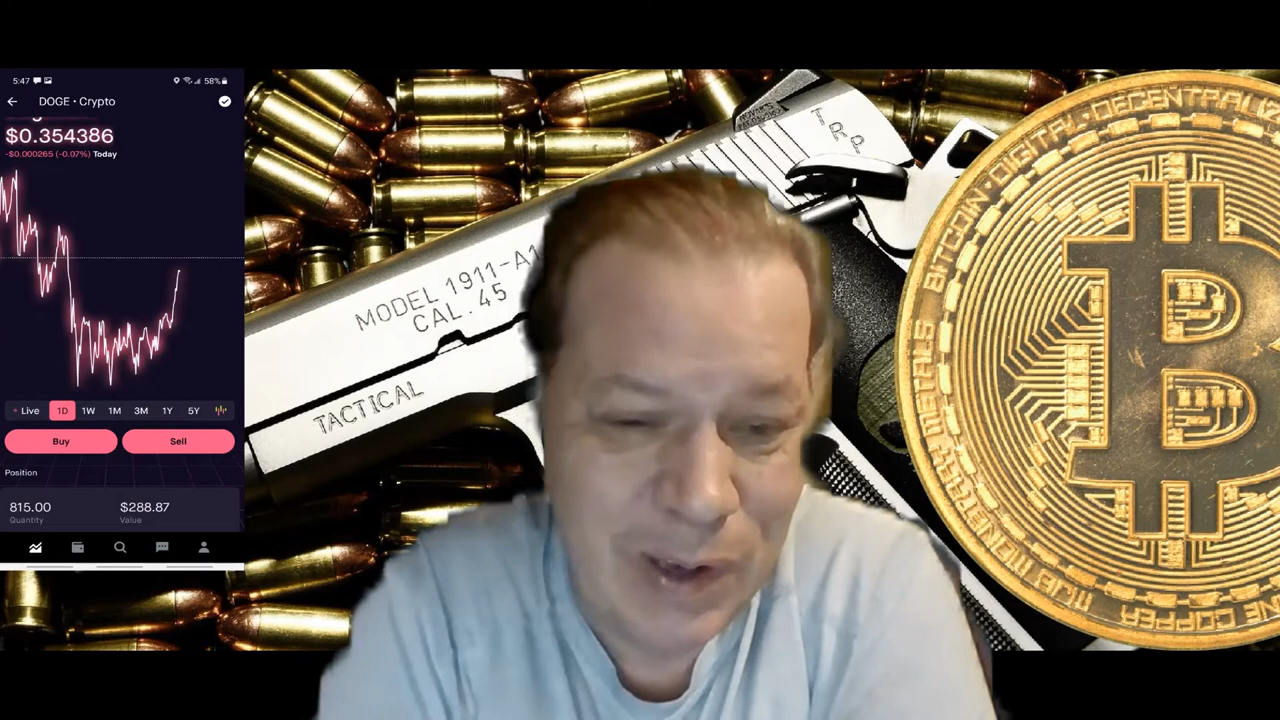 5:47
58%
DOGE • Crypto
$0.354386
-$0.000265 (-0.07%) Today
Live 1D 1W 1M 3M 1Y 5Y
Buy Sell
Position
815.00 $288.87
Quantity Value
TRP
MODEL 1911-A1
CAL .45
TACTICAL
BITCOIN • DIGITAL • DECENTRALIZ